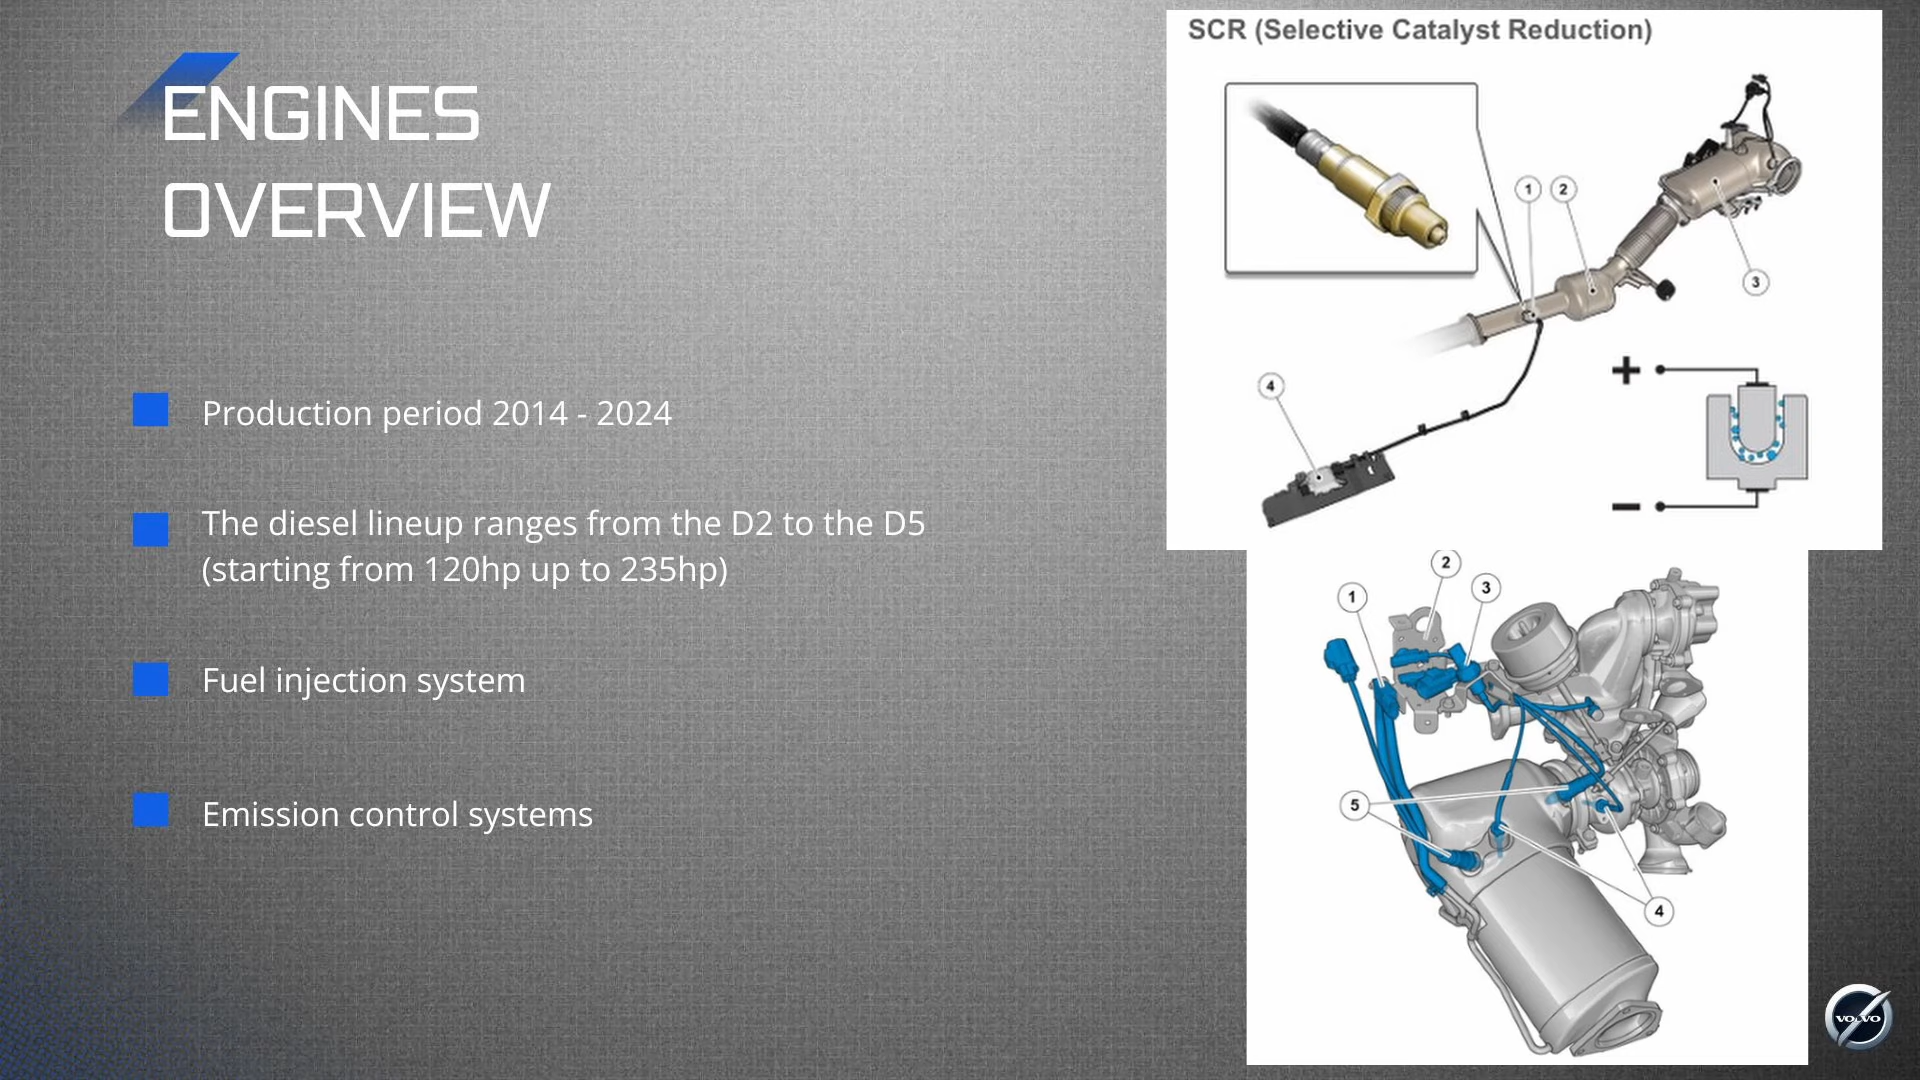 ENGINES
OVERVIEW
Production period 2014 - 2024
The diesel lineup ranges from the D2 to the D5
(starting from 120hp up to 235hp)
Fuel injection system
Emission control systems
SCR (Selective Catalyst Reduction)
1 2
3
4
+
−
2
1 3
5
4
VOLVO